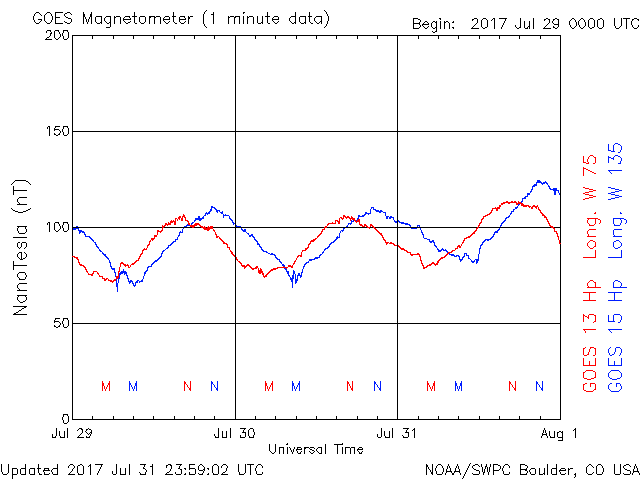 GOES Magnetometer (1 minute data)
Begin: 2017 Jul 29 0000 UTC
200
150
100
50
0
NanoTesla (nT)
M M N N M M N N M M N N
Jul 29 Jul 30 Jul 31 Aug 1
Universal Time
GOES 13 Hp Long. W 75
GOES 15 Hp Long. W 135
Updated 2017 Jul 31 23:59:02 UTC
NOAA/SWPC Boulder, CO USA